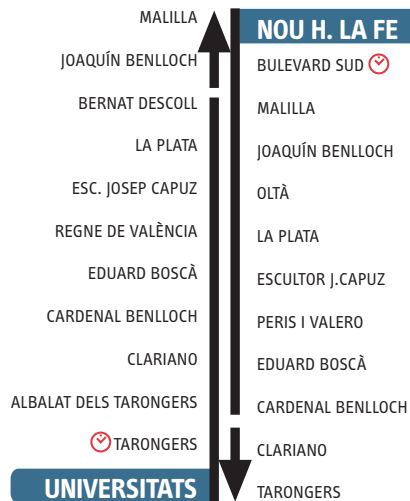 MALILLA
JOAQUÍN BENLLOCH
BERNAT DESCOLL
LA PLATA
ESC. JOSEP CAPUZ
REGNE DE VALÈNCIA
EDUARD BOSCÀ
CARDENAL BENLLOCH
CLARIANO
ALBALAT DELS TARONGERS
TARONGERS
UNIVERSITATS
NOU H. LA FE
BULEVARD SUD
MALILLA
JOAQUÍN BENLLOCH
OLTÀ
LA PLATA
ESCULTOR J.CAPUZ
PERIS I VALERO
EDUARD BOSCÀ
CARDENAL BENLLOCH
CLARIANO
TARONGERS